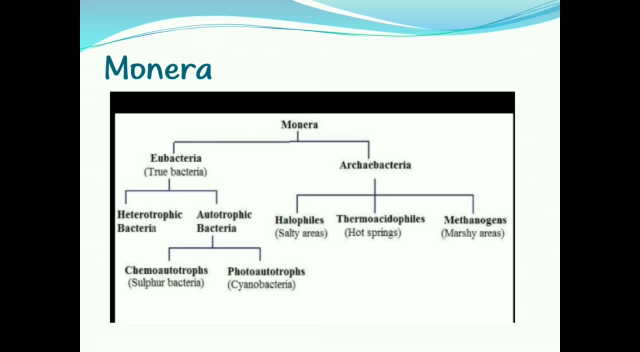 Monera
Monera
Eubacteria
(True bacteria)
Archaebacteria
Heterotrophic
Bacteria
Autotrophic
Bacteria
Halophiles
(Salty areas)
Thermoacidophiles
(Hot springs)
Methanogens
(Marshy areas)
Chemoautotrophs
(Sulphur bacteria)
Photoautotrophs
(Cyanobacteria)